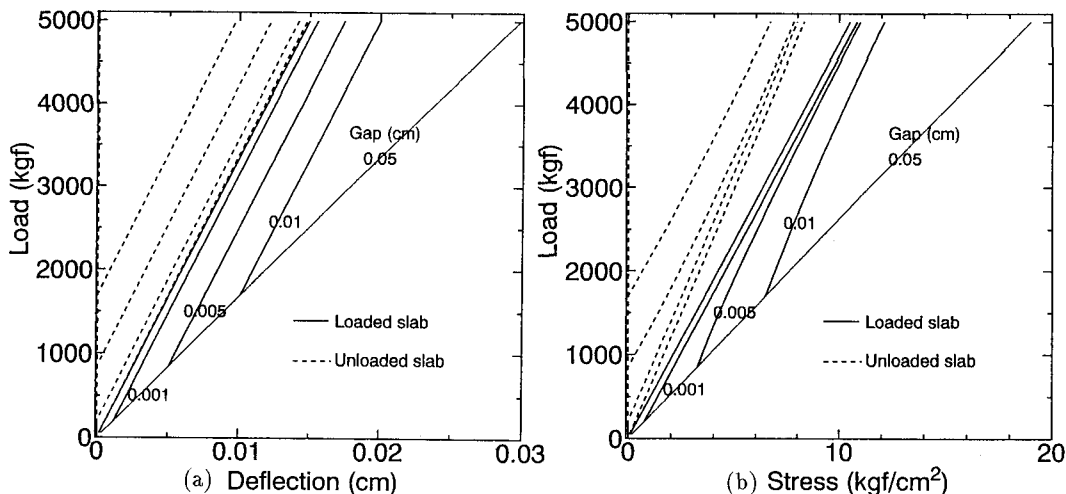 5000
4000
3000
2000
1000
0
Load (kgf)
Gap (cm)
0.05
0.01
0.005
0.001
Loaded slab
Unloaded slab
0 0.01 0.02 0.03
(a) Deflection (cm)
5000
4000
3000
2000
1000
0
Load (kgf)
Gap (cm)
0.05
0.01
0.005
0.001
Loaded slab
Unloaded slab
0 10 20
(b) Stress (kgf/cm²)